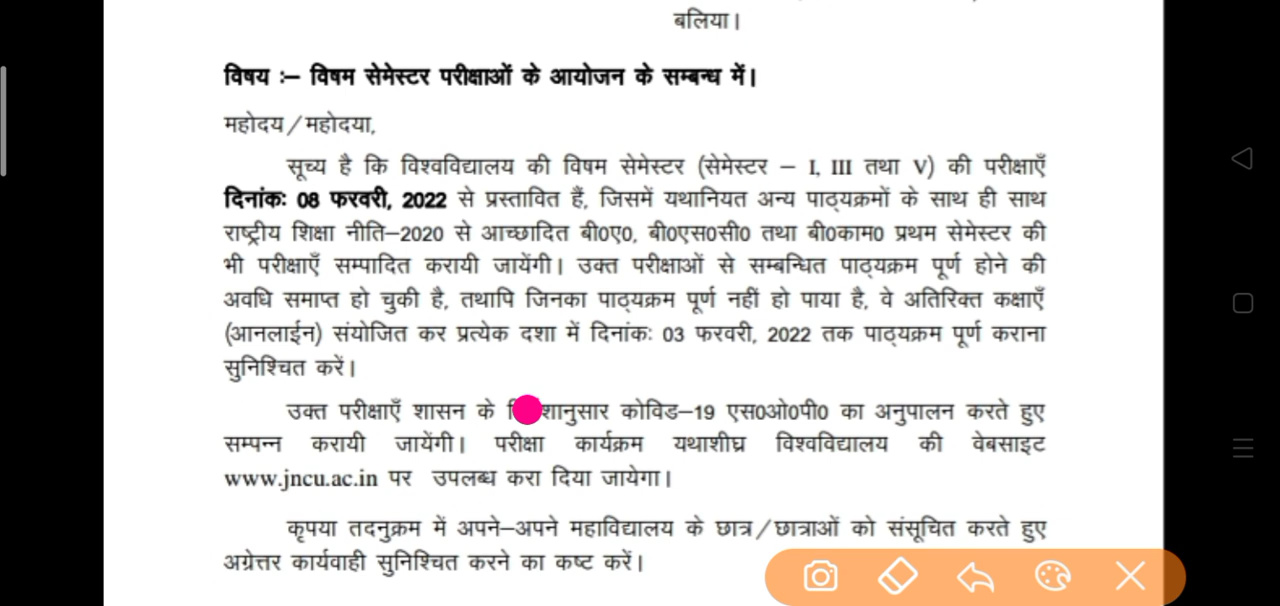 बलिया।
विषय :– विषम सेमेस्टर परीक्षाओं के आयोजन के सम्बन्ध में।
महोदय/महोदया,
सूच्य है कि विश्वविद्यालय की विषम सेमेस्टर (सेमेस्टर – I, III तथा V) की परीक्षाएँ
दिनांकः 08 फरवरी, 2022 से प्रस्तावित हैं, जिसमें यथानियत अन्य पाठ्यक्रमों के साथ ही साथ
राष्ट्रीय शिक्षा नीति–2020 से आच्छादित बी0ए0, बी0एस0सी0 तथा बी0काम0 प्रथम सेमेस्टर की
भी परीक्षाएँ सम्पादित करायी जायेंगी। उक्त परीक्षाओं से सम्बन्धित पाठ्यक्रम पूर्ण होने की
अवधि समाप्त हो चुकी है, तथापि जिनका पाठ्यक्रम पूर्ण नहीं हो पाया है, वे अतिरिक्त कक्षाएँ
(आनलाईन) संयोजित कर प्रत्येक दशा में दिनांकः 03 फरवरी, 2022 तक पाठ्यक्रम पूर्ण कराना
सुनिश्चित करें।
उक्त परीक्षाएँ शासन के शानुसार कोविड–19 एस0ओ0पी0 का अनुपालन करते हुए
सम्पन्न करायी जायेंगी। परीक्षा कार्यक्रम यथाशीघ्र विश्वविद्यालय की वेबसाइट
www.jncu.ac.in पर उपलब्ध करा दिया जायेगा।
कृपया तदनुक्रम में अपने–अपने महाविद्यालय के छात्र/छात्राओं को संसूचित करते हुए
अग्रेत्तर कार्यवाही सुनिश्चित करने का कष्ट करें।